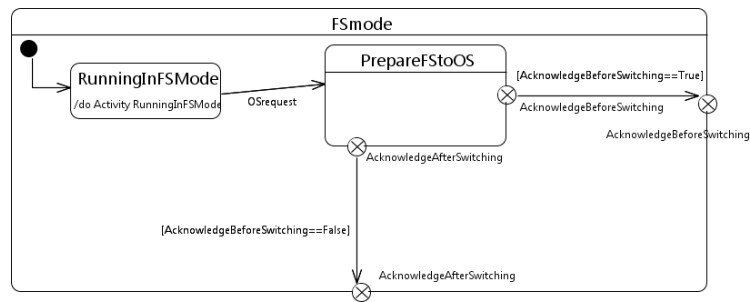 FSmode
RunningInFSMode
/do Activity RunningInFSMode
OSrequest
PrepareFStoOS
[AcknowledgeBeforeSwitching==True]
AcknowledgeBeforeSwitching
AcknowledgeBeforeSwitching
AcknowledgeAfterSwitching
[AcknowledgeBeforeSwitching==False]
AcknowledgeAfterSwitching